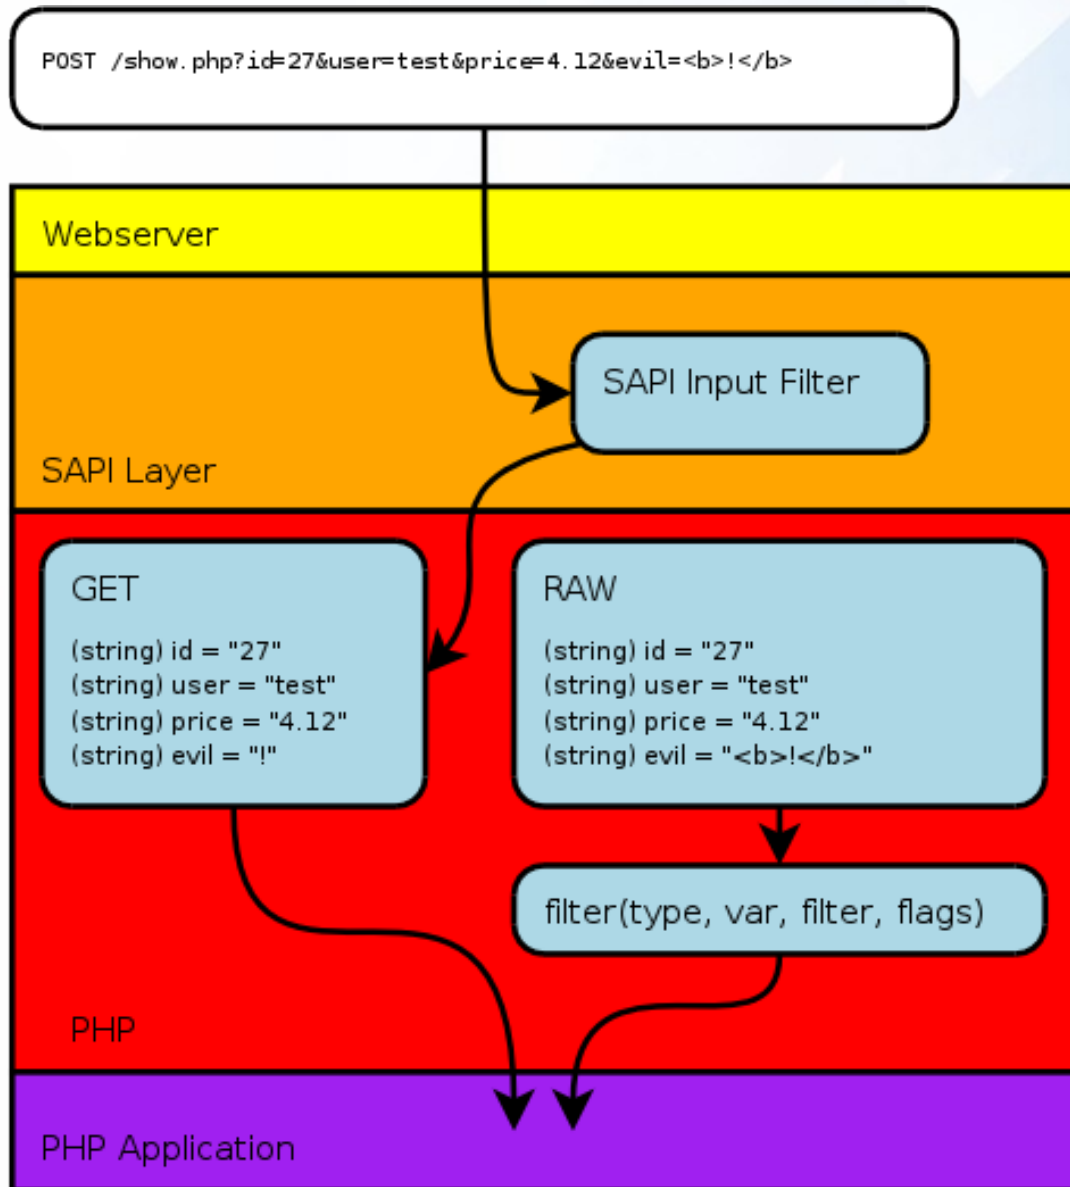 POST /show.php?id=27&user=test&price=4.12&evil=<b>!</b>
Webserver
SAPI Input Filter
SAPI Layer
GET
(string) id = "27"
(string) user = "test"
(string) price = "4.12"
(string) evil = "!"
RAW
(string) id = "27"
(string) user = "test"
(string) price = "4.12"
(string) evil = "<b>!</b>"
filter(type, var, filter, flags)
PHP
PHP Application